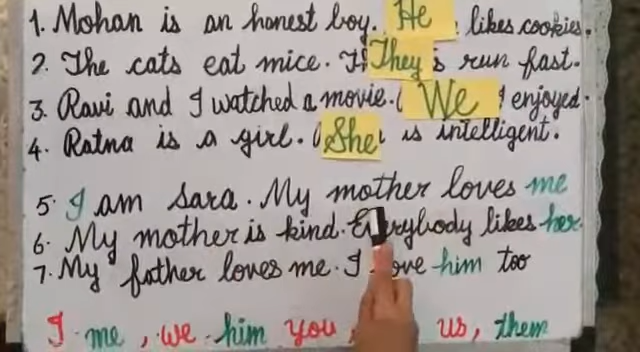 1. Mohan is an honest boy. He likes cookies.
2. The cats eat mice. They run fast.
3. Ravi and I watched a movie. We enjoyed.
4. Ratna is a girl. She is intelligent.
5. I am Sara. My mother loves me
6. My mother is kind. Everybody likes her
7. My father loves me. I love him too
I me, we him you, us, them